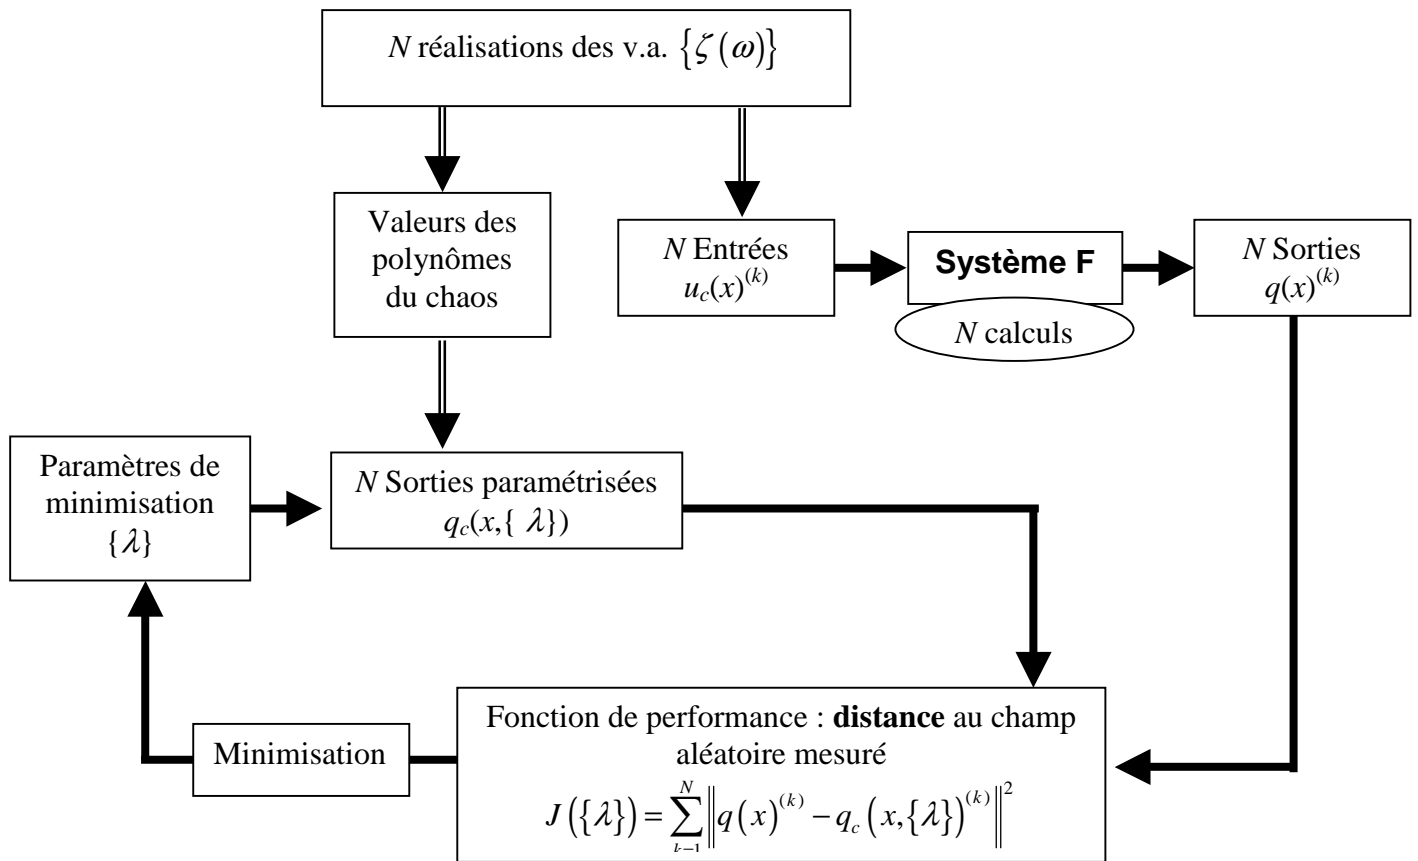 N réalisations des v.a. {ζ(ω)}
Valeurs des
polynômes
du chaos
N Entrées
u_c(x)^(k)
Système F
N calculs
N Sorties
q(x)^(k)
Paramètres de
minimisation
{λ}
N Sorties paramétrisées
q_c(x,{ λ})
Minimisation
Fonction de performance : distance au champ
aléatoire mesuré
J({λ}) = ∑_{k-1}^{N} ‖q(x)^(k) − q_c(x,{λ})^(k)‖²